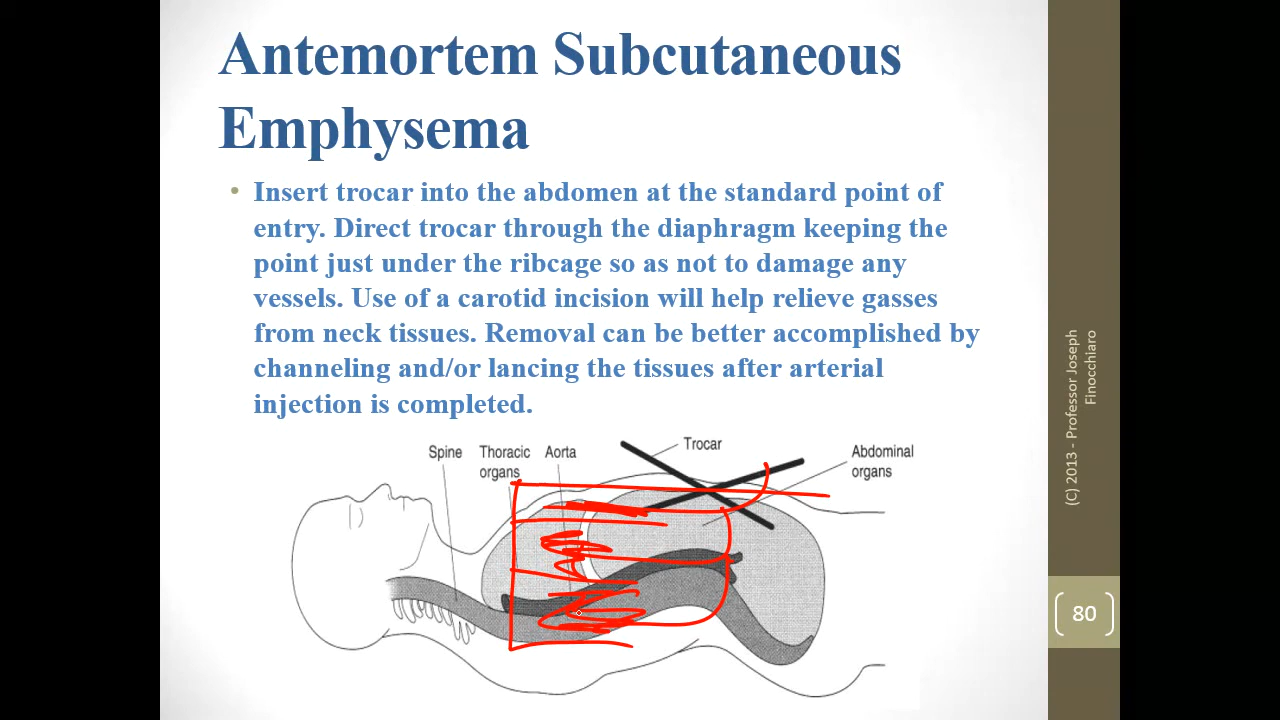 Antemortem Subcutaneous
Emphysema
• Insert trocar into the abdomen at the standard point of
entry. Direct trocar through the diaphragm keeping the
point just under the ribcage so as not to damage any
vessels. Use of a carotid incision will help relieve gasses
from neck tissues. Removal can be better accomplished by
channeling and/or lancing the tissues after arterial
injection is completed.
Spine
Thoracic
organs
Aorta
Trocar
Abdominal
organs
(C) 2013 - Professor Joseph
Finocchiaro
80